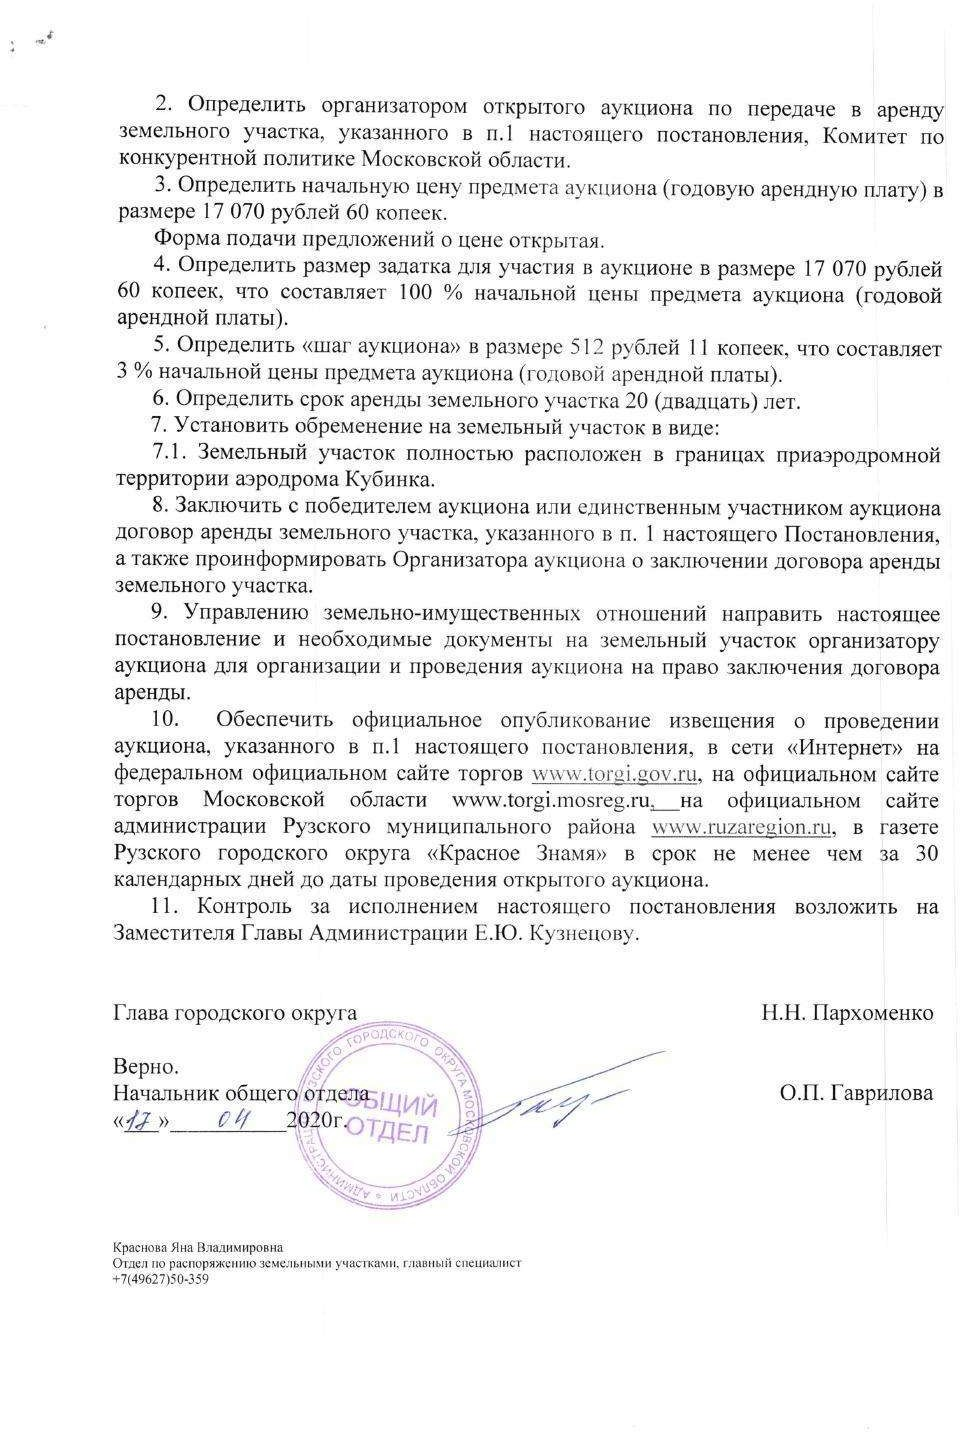 2. Определить организатором открытого аукциона по передаче в аренду
земельного участка, указанного в п.1 настоящего постановления, Комитет по
конкурентной политике Московской области.
3. Определить начальную цену предмета аукциона (годовую арендную плату) в
размере 17 070 рублей 60 копеек.
Форма подачи предложений о цене открытая.
4. Определить размер задатка для участия в аукционе в размере 17 070 рублей
60 копеек, что составляет 100 % начальной цены предмета аукциона (годовой
арендной платы).
5. Определить «шаг аукциона» в размере 512 рублей 11 копеек, что составляет
3 % начальной цены предмета аукциона (годовой арендной платы).
6. Определить срок аренды земельного участка 20 (двадцать) лет.
7. Установить обременение на земельный участок в виде:
7.1. Земельный участок полностью расположен в границах приаэродромной
территории аэродрома Кубинка.
8. Заключить с победителем аукциона или единственным участником аукциона
договор аренды земельного участка, указанного в п. 1 настоящего Постановления,
а также проинформировать Организатора аукциона о заключении договора аренды
земельного участка.
9. Управлению земельно-имущественных отношений направить настоящее
постановление и необходимые документы на земельный участок организатору
аукциона для организации и проведения аукциона на право заключения договора
аренды.
10. Обеспечить официальное опубликование извещения о проведении
аукциона, указанного в п.1 настоящего постановления, в сети «Интернет» на
федеральном официальном сайте торгов www.torgi.gov.ru, на официальном сайте
торгов Московской области www.torgi.mosreg.ru, на официальном сайте
администрации Рузского муниципального района www.ruzaregion.ru, в газете
Рузского городского округа «Красное Знамя» в срок не менее чем за 30
календарных дней до даты проведения открытого аукциона.
11. Контроль за исполнением настоящего постановления возложить на
Заместителя Главы Администрации Е.Ю. Кузнецову.
Глава городского округа Н.Н. Пархоменко
Верно.
Начальник общего отдела О.П. Гаврилова
«17» 04 2020г.
АДМИНИСТРАЦИЯ РУЗСКОГО ГОРОДСКОГО ОКРУГА МОСКОВСКОЙ ОБЛАСТИ
ОБЩИЙ
ОТДЕЛ
Краснова Яна Владимировна
Отдел по распоряжению земельными участками, главный специалист
+7(49627)50-359